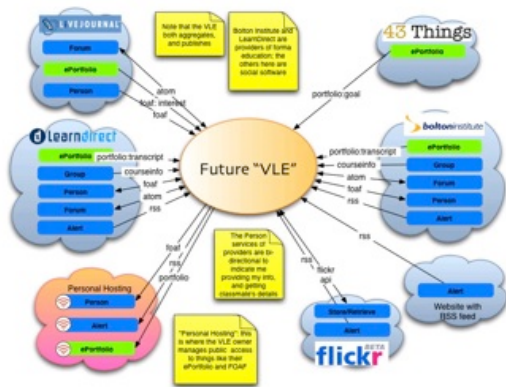 LIVEJOURNAL
Forum
ePortfolio
Person
Note that the VLE
both aggregates,
and publishes
Bolton Institute and
LearnDirect are
providers of forma
education; the
others here are
social software
43 Things
ePortfolio
atom
foaf: interest
foaf
portfolio:goal
learndirect
ePortfolio
Group
Person
Forum
Alert
portfolio:transcript
courseinfo
foaf
atom
rss
Future "VLE"
boltoninstitute
ePortfolio
Group
Forum
Person
Alert
portfolio:transcript
courseinfo
atom
foaf
rss
foaf
rss
portfolio
The Person
services of
providers are bi-
directional to
indicate me
providing my info,
and getting
classmate's details
rss
flickr
api
rss
Personal Hosting
Person
Alert
ePortfolio
"Personal Hosting": this
is where the VLE owner
manages public access
to things like their
ePortfolio and FOAF
Store/Retrieve
Alert
flickr
BETA
Alert
Website with
RSS feed